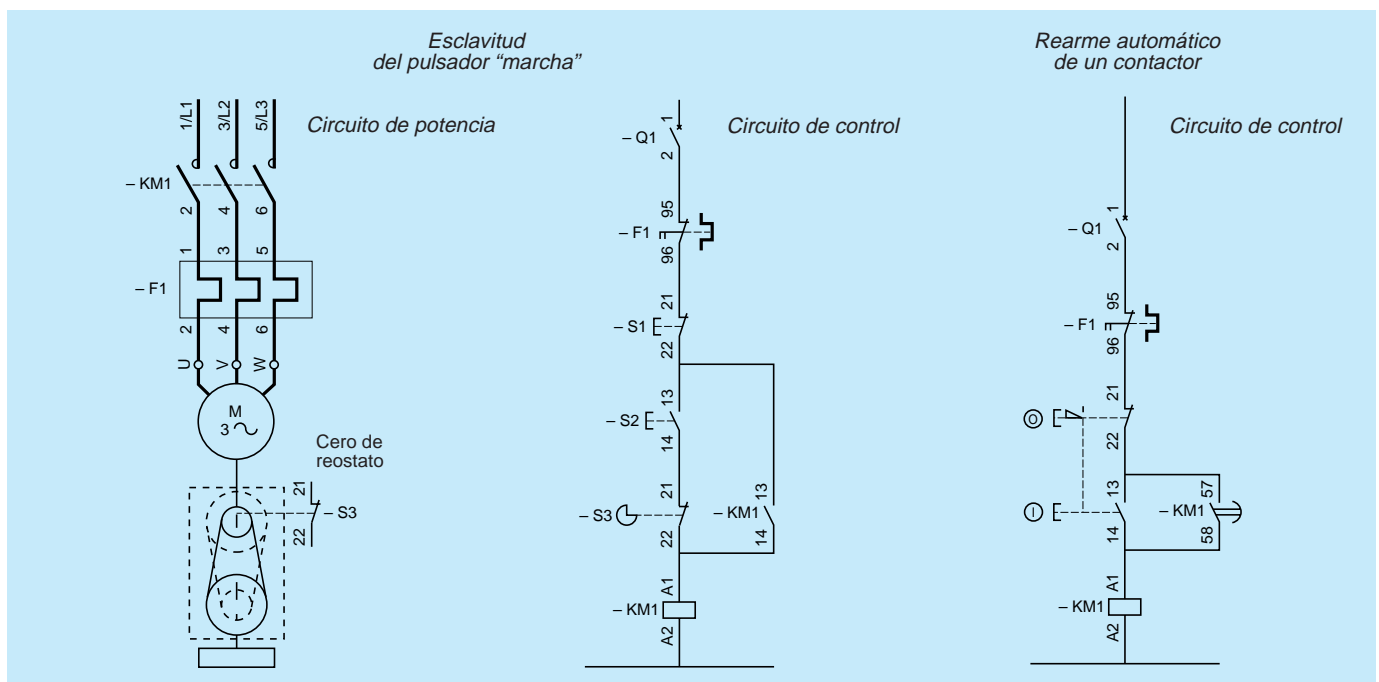 Esclavitud
del pulsador “marcha”
Rearme automático
de un contactor
Circuito de potencia
Circuito de control
Circuito de control
1/L1
3/L2
5/L3
– KM1
2
4
6
1
3
5
– F1
2
4
6
U
V
W
M
3
Cero de
reostato
21
– S3
22
1
– Q1
2
95
– F1
96
21
– S1
22
13
– S2
14
21
– S3
22
13
– KM1
14
A1
– KM1
A2
1
– Q1
2
95
– F1
96
21
O
22
13
I
14
57
– KM1
58
A1
– KM1
A2